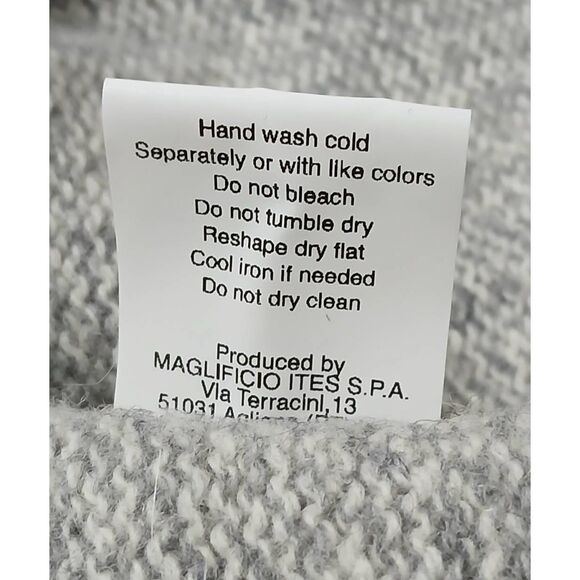 Hand wash cold
Separately or with like colors
Do not bleach
Do not tumble dry
Reshape dry flat
Cool iron if needed
Do not dry clean
Produced by
MAGLIFICIO ITES S.P.A.
Via Terracini, 13
51031